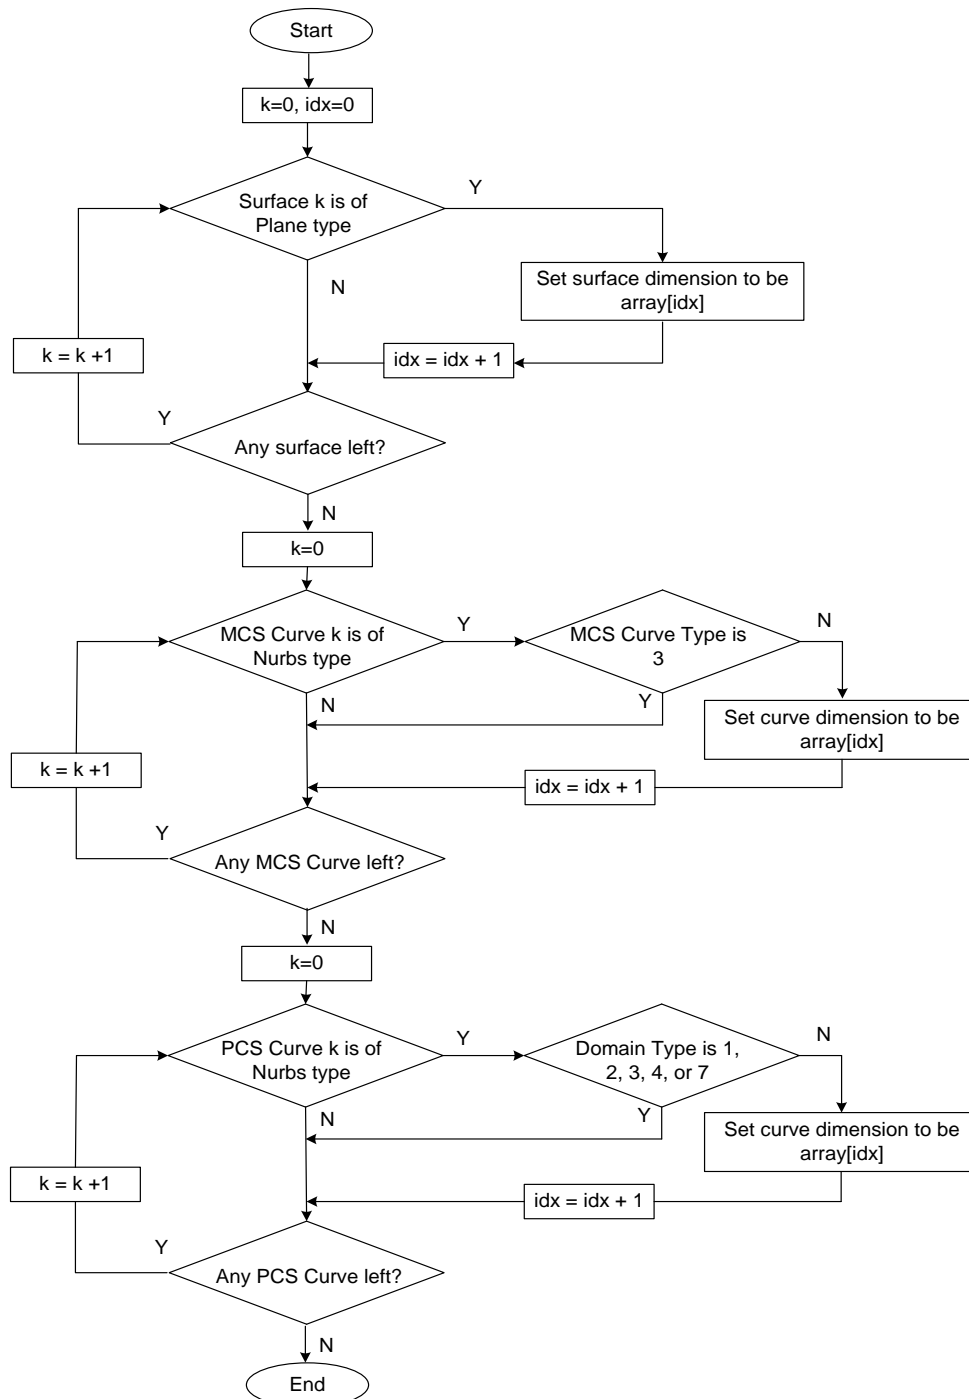 Start
k=0, idx=0
Surface k is of
Plane type
Y
N
Set surface dimension to be
array[idx]
k = k +1
idx = idx + 1
Y
Any surface left?
N
k=0
MCS Curve k is of
Nurbs type
Y
MCS Curve Type is
3
N
N
Y
Set curve dimension to be
array[idx]
k = k +1
idx = idx + 1
Y
Any MCS Curve left?
N
k=0
PCS Curve k is of
Nurbs type
Y
Domain Type is 1,
2, 3, 4, or 7
N
N
Y
Set curve dimension to be
array[idx]
k = k +1
idx = idx + 1
Y
Any PCS Curve left?
N
End